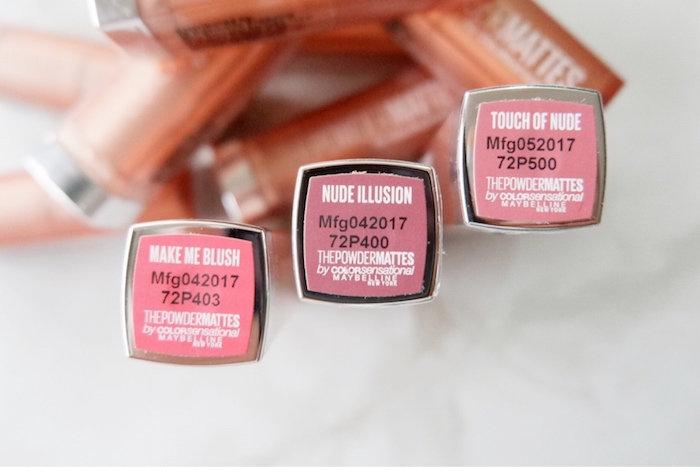 MATTES
TOUCH OF NUDE
Mfg052017
72P500
THEPOWDERMATTES
by COLORsensational
MAYBELLINE
NEW YORK
NUDE ILLUSION
Mfg042017
72P400
THEPOWDERMATTES
by COLORsensational
MAYBELLINE
NEW YORK
MAKE ME BLUSH
Mfg042017
72P403
THEPOWDERMATTES
by COLORsensational
MAYBELLINE
NEW YORK